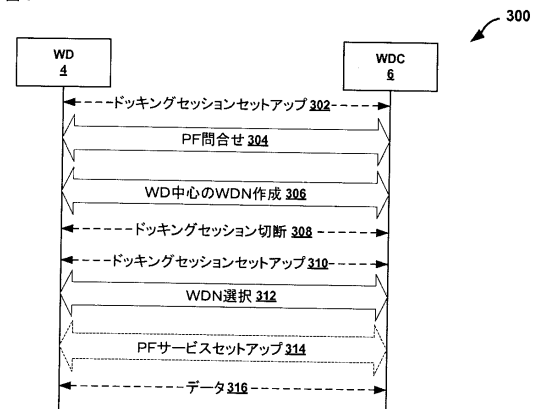 300
WD
4
WDC
6
ドッキングセッションセットアップ 302
PF問合せ 304
WD中心のWDN作成 306
ドッキングセッション切断 308
ドッキングセッションセットアップ 310
WDN選択 312
PFサービスセットアップ 314
データ 316